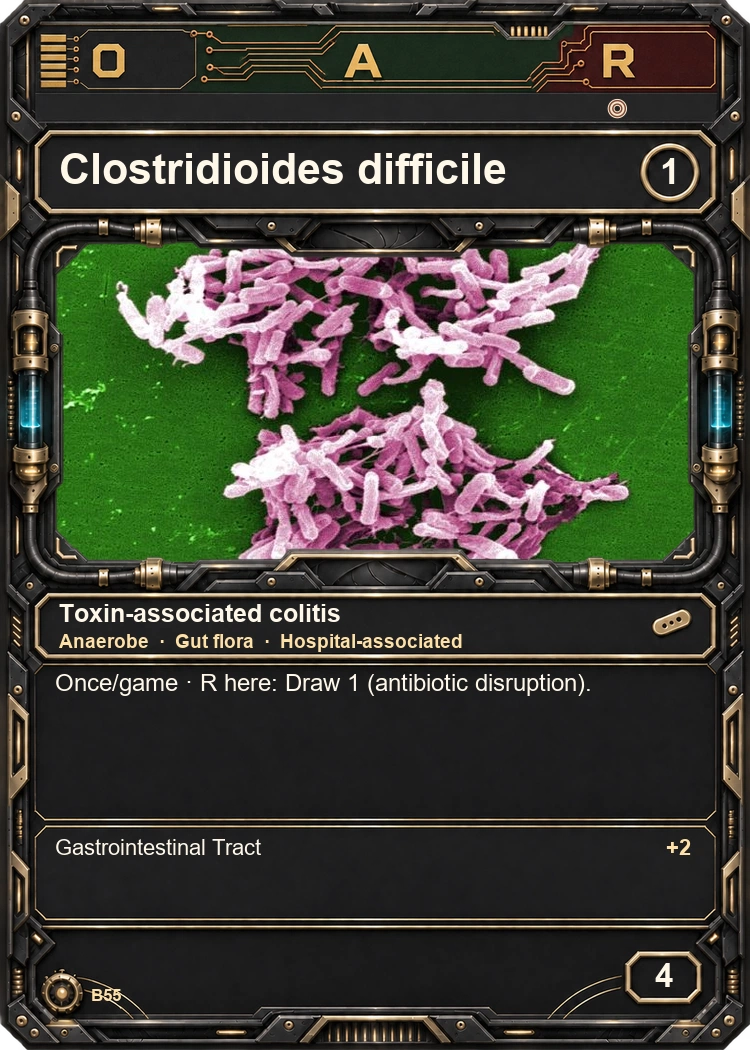 O A R
Clostridioides difficile 1
Toxin-associated colitis
Anaerobe · Gut flora · Hospital-associated
Once/game · R here: Draw 1 (antibiotic disruption).
Gastrointestinal Tract +2
B55 4